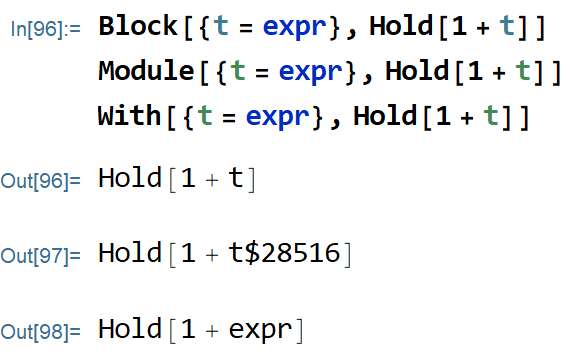 In[96]:= Block[{t = expr}, Hold[1 + t]]
Module[{t = expr}, Hold[1 + t]]
With[{t = expr}, Hold[1 + t]]
Out[96]= Hold[1 + t]
Out[97]= Hold[1 + t$28516]
Out[98]= Hold[1 + expr]